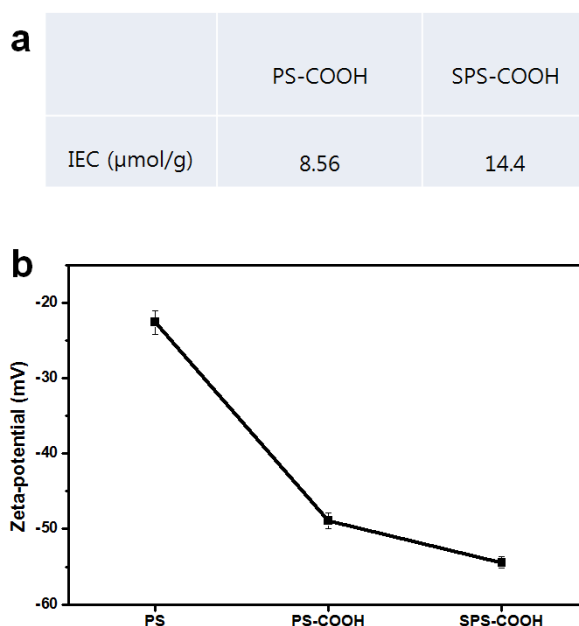 a
PS-COOH SPS-COOH
IEC (μmol/g) 8.56 14.4
b
Zeta-potential (mV)
-20
-30
-40
-50
-60
PS PS-COOH SPS-COOH